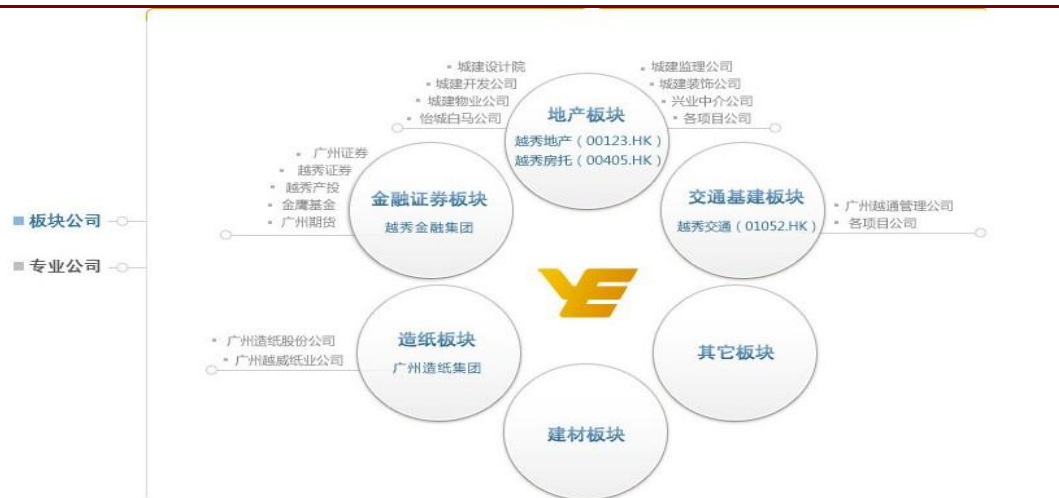 板块公司
专业公司
城建设计院
城建开发公司
城建物业公司
怡城白马公司
地产板块
越秀地产（00123.HK）
越秀房托（00405.HK）
城建监理公司
城建装饰公司
兴业中介公司
各项目公司
广州证券
越秀证券
越秀产投
金鹰基金
广州期货
金融证券板块
越秀金融集团
交通基建板块
越秀交通（01052.HK）
广州越通管理公司
各项目公司
YE
广州造纸股份公司
广州越威纸业公司
造纸板块
广州造纸集团
其它板块
建材板块